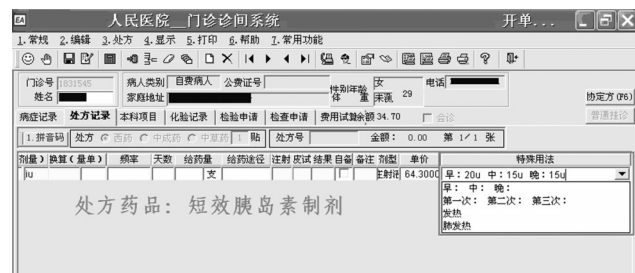 人民医院__门诊诊间系统 开单...
1.常规 2.编辑 3.处方 4.显示 5.打印 6.帮助 7.常用功能
门诊号 1831545 病人类别 自费病人 公费证号 性别 女 年龄 29 电话
姓名 家庭地址 体重
协定方(F6)
病症记录 处方记录 本科项目 化验记录 检验申请 检查申请 费用试算 余额 34.70 会诊 普通挂诊
1.拼音码 处方 西药 中成药 中草药 1 贴 处方号 金额: 0.00 第 1/1 张
剂量) 换算(量单) 频率 天数 给药量 给药途径 注射 皮试 结果 自备 备注 剂型 单价 特殊用法
iu 支 注射液 64.3000 早:20u 中:15u 晚:15u
早: 中: 晚:
第一次: 第二次: 第三次:
发热
肺发热
处方药品:短效胰岛素制剂